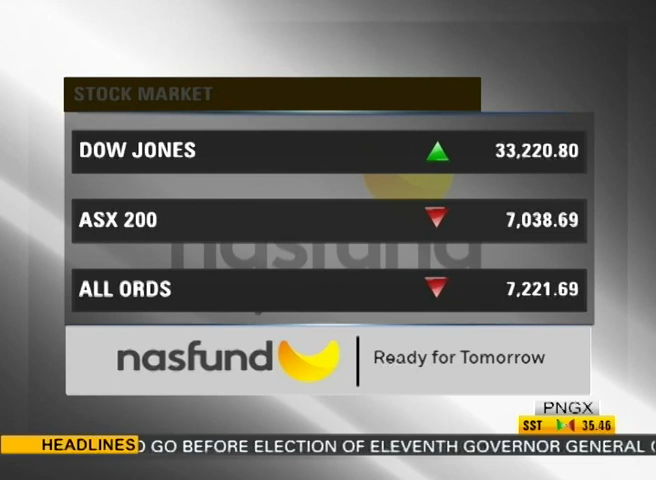 STOCK MARKET
DOW JONES 33,220.80
ASX 200 7,038.69
ALL ORDS 7,221.69
nasfund
nasfund Ready for Tomorrow
PNGX
SST 35.46
HEADLINES GO BEFORE ELECTION OF ELEVENTH GOVERNOR GENERAL